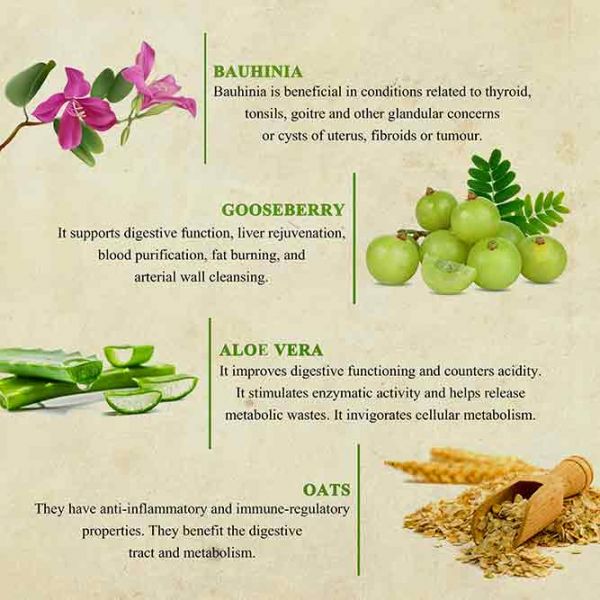 BAUHINIA
Bauhinia is beneficial in conditions related to thyroid,
tonsils, goitre and other glandular concerns
or cysts of uterus, fibroids or tumour.
GOOSEBERRY
It supports digestive function, liver rejuvenation,
blood purification, fat burning, and
arterial wall cleansing.
ALOE VERA
It improves digestive functioning and counters acidity.
It stimulates enzymatic activity and helps release
metabolic wastes. It invigorates cellular metabolism.
OATS
They have anti-inflammatory and immune-regulatory
properties. They benefit the digestive
tract and metabolism.